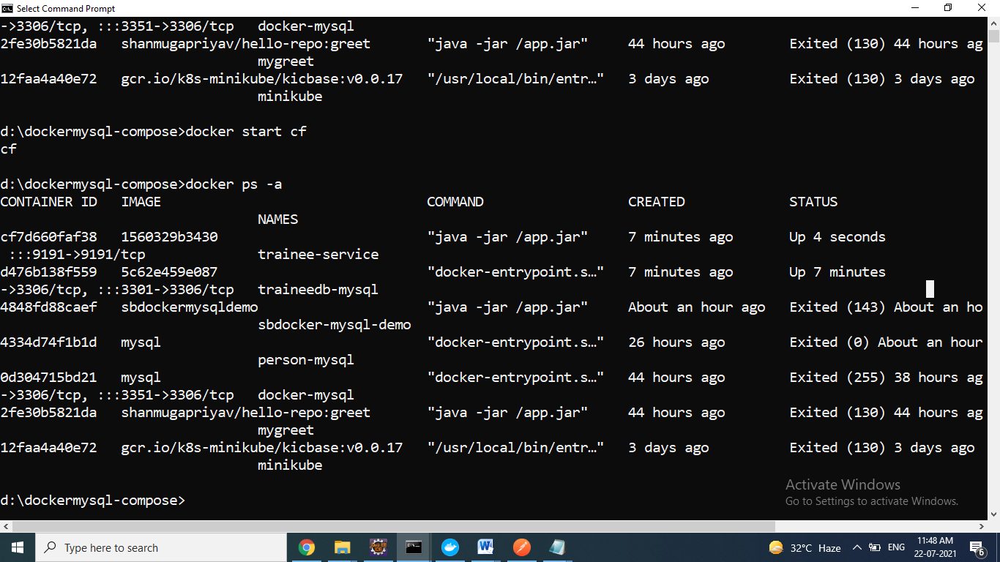 Select Command Prompt
->3306/tcp, :::3351->3306/tcp docker-mysql
2fe30b5821da shanmugapriyav/hello-repo:greet "java -jar /app.jar" 44 hours ago Exited (130) 44 hours ag
mygreet
12faa4a40e72 gcr.io/k8s-minikube/kicbase:v0.0.17 "/usr/local/bin/entr…" 3 days ago Exited (130) 3 days ago
minikube
d:\dockermysql-compose>docker start cf
cf
d:\dockermysql-compose>docker ps -a
CONTAINER ID IMAGE COMMAND CREATED STATUS
NAMES
cf7d660faf38 1560329b3430 "java -jar /app.jar" 7 minutes ago Up 4 seconds
:::9191->9191/tcp trainee-service
d476b138f559 5c62e459e087 "docker-entrypoint.s…" 7 minutes ago Up 7 minutes
->3306/tcp, :::3301->3306/tcp traineedb-mysql
4848fd88caef sbdockermysqldemo "java -jar /app.jar" About an hour ago Exited (143) About an ho
sbdocker-mysql-demo
4334d74f1b1d mysql "docker-entrypoint.s…" 26 hours ago Exited (0) About an hour
person-mysql
0d304715bd21 mysql "docker-entrypoint.s…" 44 hours ago Exited (255) 38 hours ag
->3306/tcp, :::3351->3306/tcp docker-mysql
2fe30b5821da shanmugapriyav/hello-repo:greet "java -jar /app.jar" 44 hours ago Exited (130) 44 hours ag
mygreet
12faa4a40e72 gcr.io/k8s-minikube/kicbase:v0.0.17 "/usr/local/bin/entr…" 3 days ago Exited (130) 3 days ago
minikube
d:\dockermysql-compose>
Activate Windows
Go to Settings to activate Windows.
Type here to search
32°C Haze
ENG
11:48 AM
22-07-2021
6